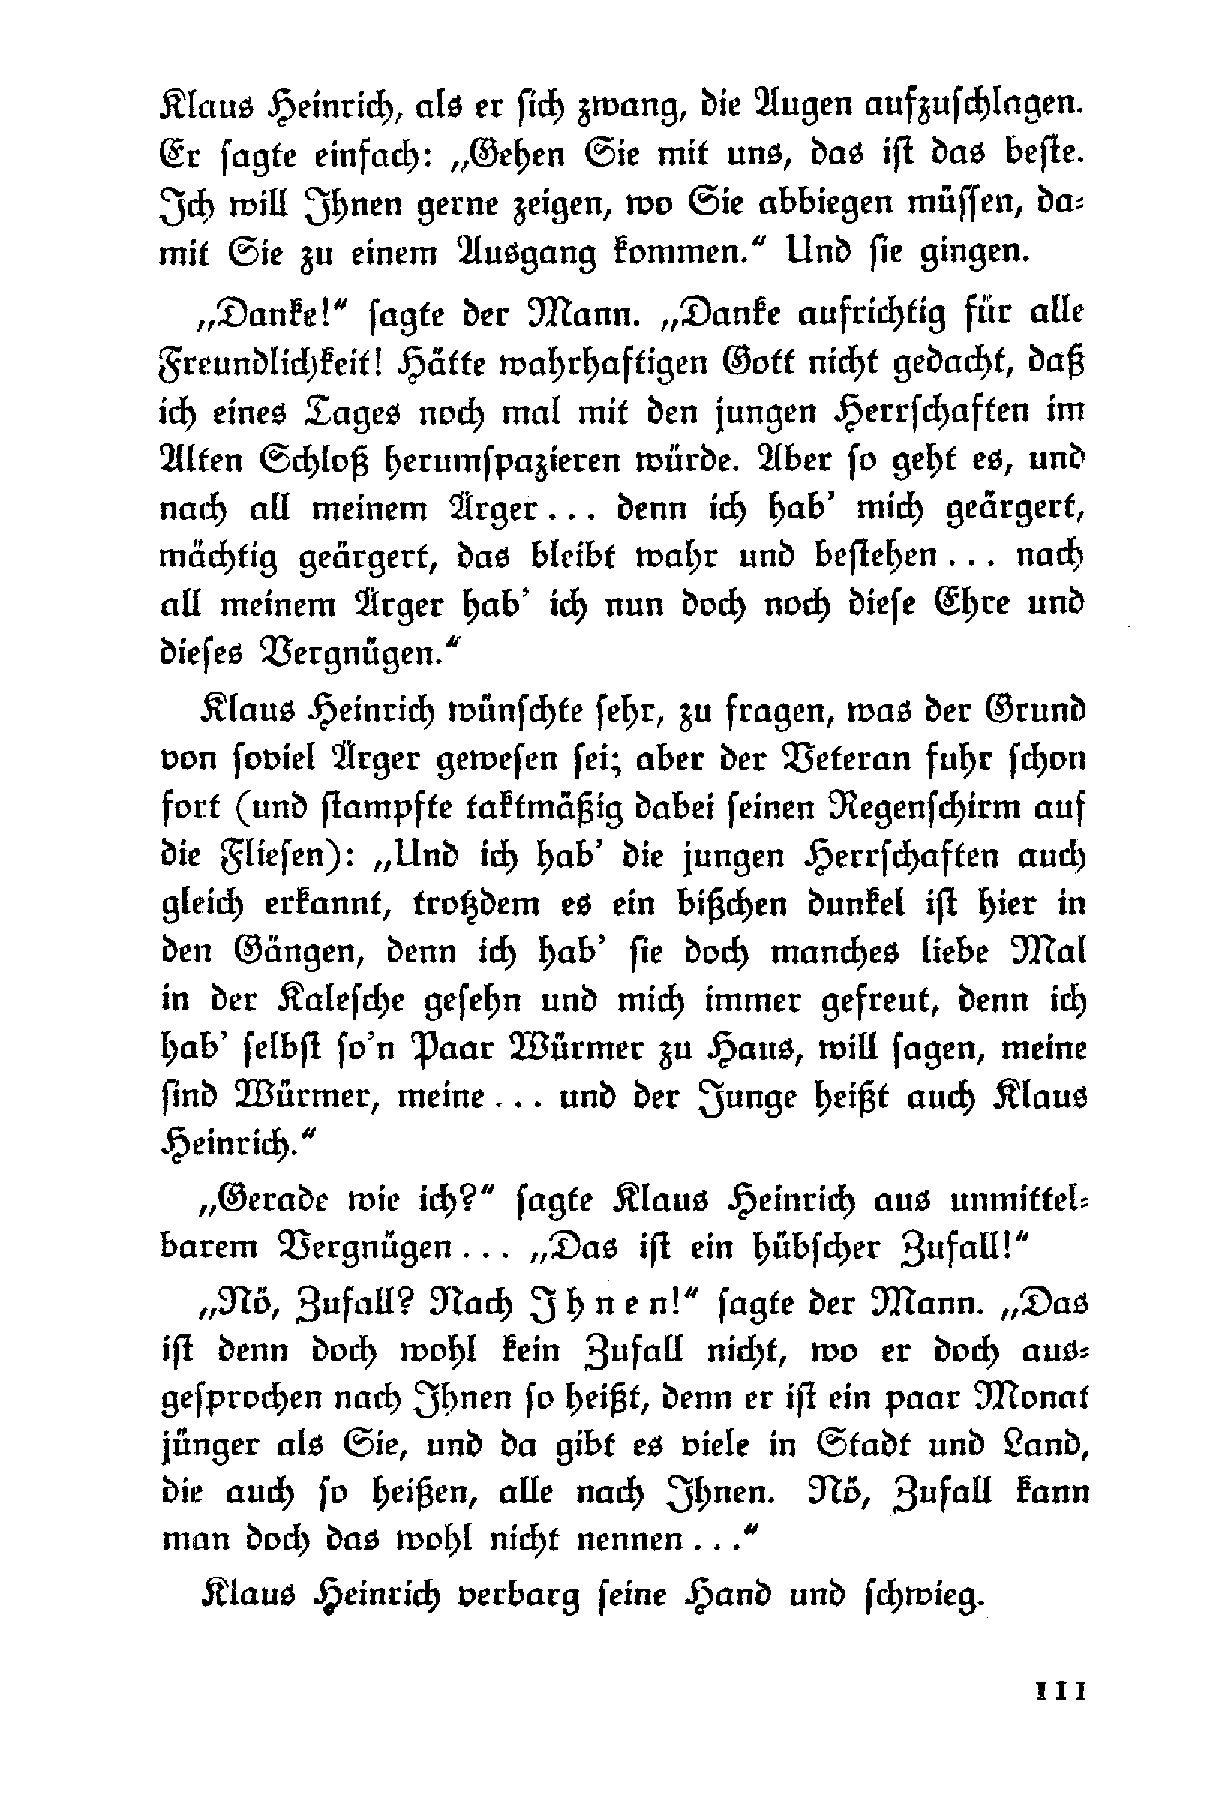 Klaus Heinrich, als er sich zwang, die Augen aufzuschlagen.
Er sagte einfach: „Gehen Sie mit uns, das ist das beste.
Ich will Ihnen gerne zeigen, wo Sie abbiegen müssen, da-
mit Sie zu einem Ausgang kommen.“ Und sie gingen.
„Danke!“ sagte der Mann. „Danke aufrichtig für alle
Freundlichkeit! Hätte wahrhaftigen Gott nicht gedacht, daß
ich eines Tages noch mal mit den jungen Herrschaften im
Alten Schloß herumspazieren würde. Aber so geht es, und
nach all meinem Ärger... denn ich hab’ mich geärgert,
mächtig geärgert, das bleibt wahr und bestehen... nach
all meinem Ärger hab’ ich nun doch noch diese Ehre und
dieses Vergnügen.“
Klaus Heinrich wünschte sehr, zu fragen, was der Grund
von soviel Ärger gewesen sei; aber der Veteran fuhr schon
fort (und stampfte taktmäßig dabei seinen Regenschirm auf
die Fliesen): „Und ich hab’ die jungen Herrschaften auch
gleich erkannt, trotzdem es ein bißchen dunkel ist hier in
den Gängen, denn ich hab’ sie doch manches liebe Mal
in der Kalesche gesehn und mich immer gefreut, denn ich
hab’ selbst so’n Paar Würmer zu Haus, will sagen, meine
sind Würmer, meine... und der Junge heißt auch Klaus
Heinrich.“
„Gerade wie ich?“ sagte Klaus Heinrich aus unmittel-
barem Vergnügen... „Das ist ein hübscher Zufall!“
„Nö, Zufall? Nach Ihnen!“ sagte der Mann. „Das
ist denn doch wohl kein Zufall nicht, wo er doch aus-
gesprochen nach Ihnen so heißt, denn er ist ein paar Monat
jünger als Sie, und da gibt es viele in Stadt und Land,
die auch so heißen, alle nach Ihnen. Nö, Zufall kann
man doch das wohl nicht nennen...“
Klaus Heinrich verbarg seine Hand und schwieg.
111